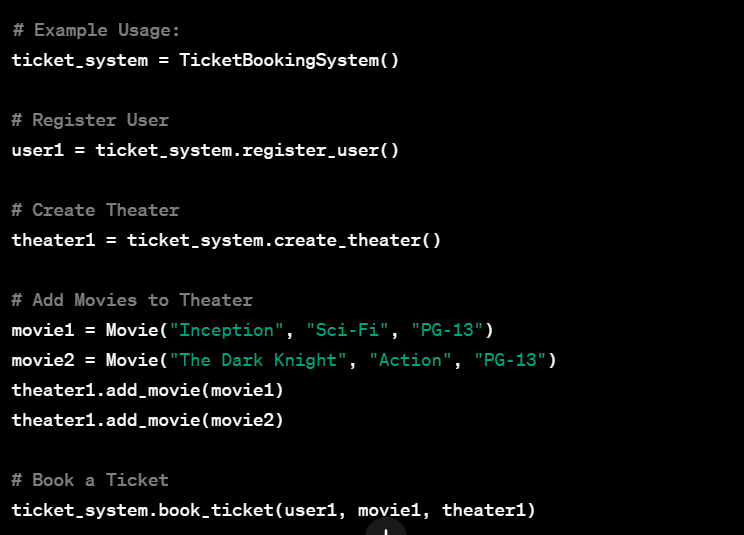 # Example Usage:
ticket_system = TicketBookingSystem()
# Register User
user1 = ticket_system.register_user()
# Create Theater
theater1 = ticket_system.create_theater()
# Add Movies to Theater
movie1 = Movie("Inception", "Sci-Fi", "PG-13")
movie2 = Movie("The Dark Knight", "Action", "PG-13")
theater1.add_movie(movie1)
theater1.add_movie(movie2)
# Book a Ticket
ticket_system.book_ticket(user1, movie1, theater1)